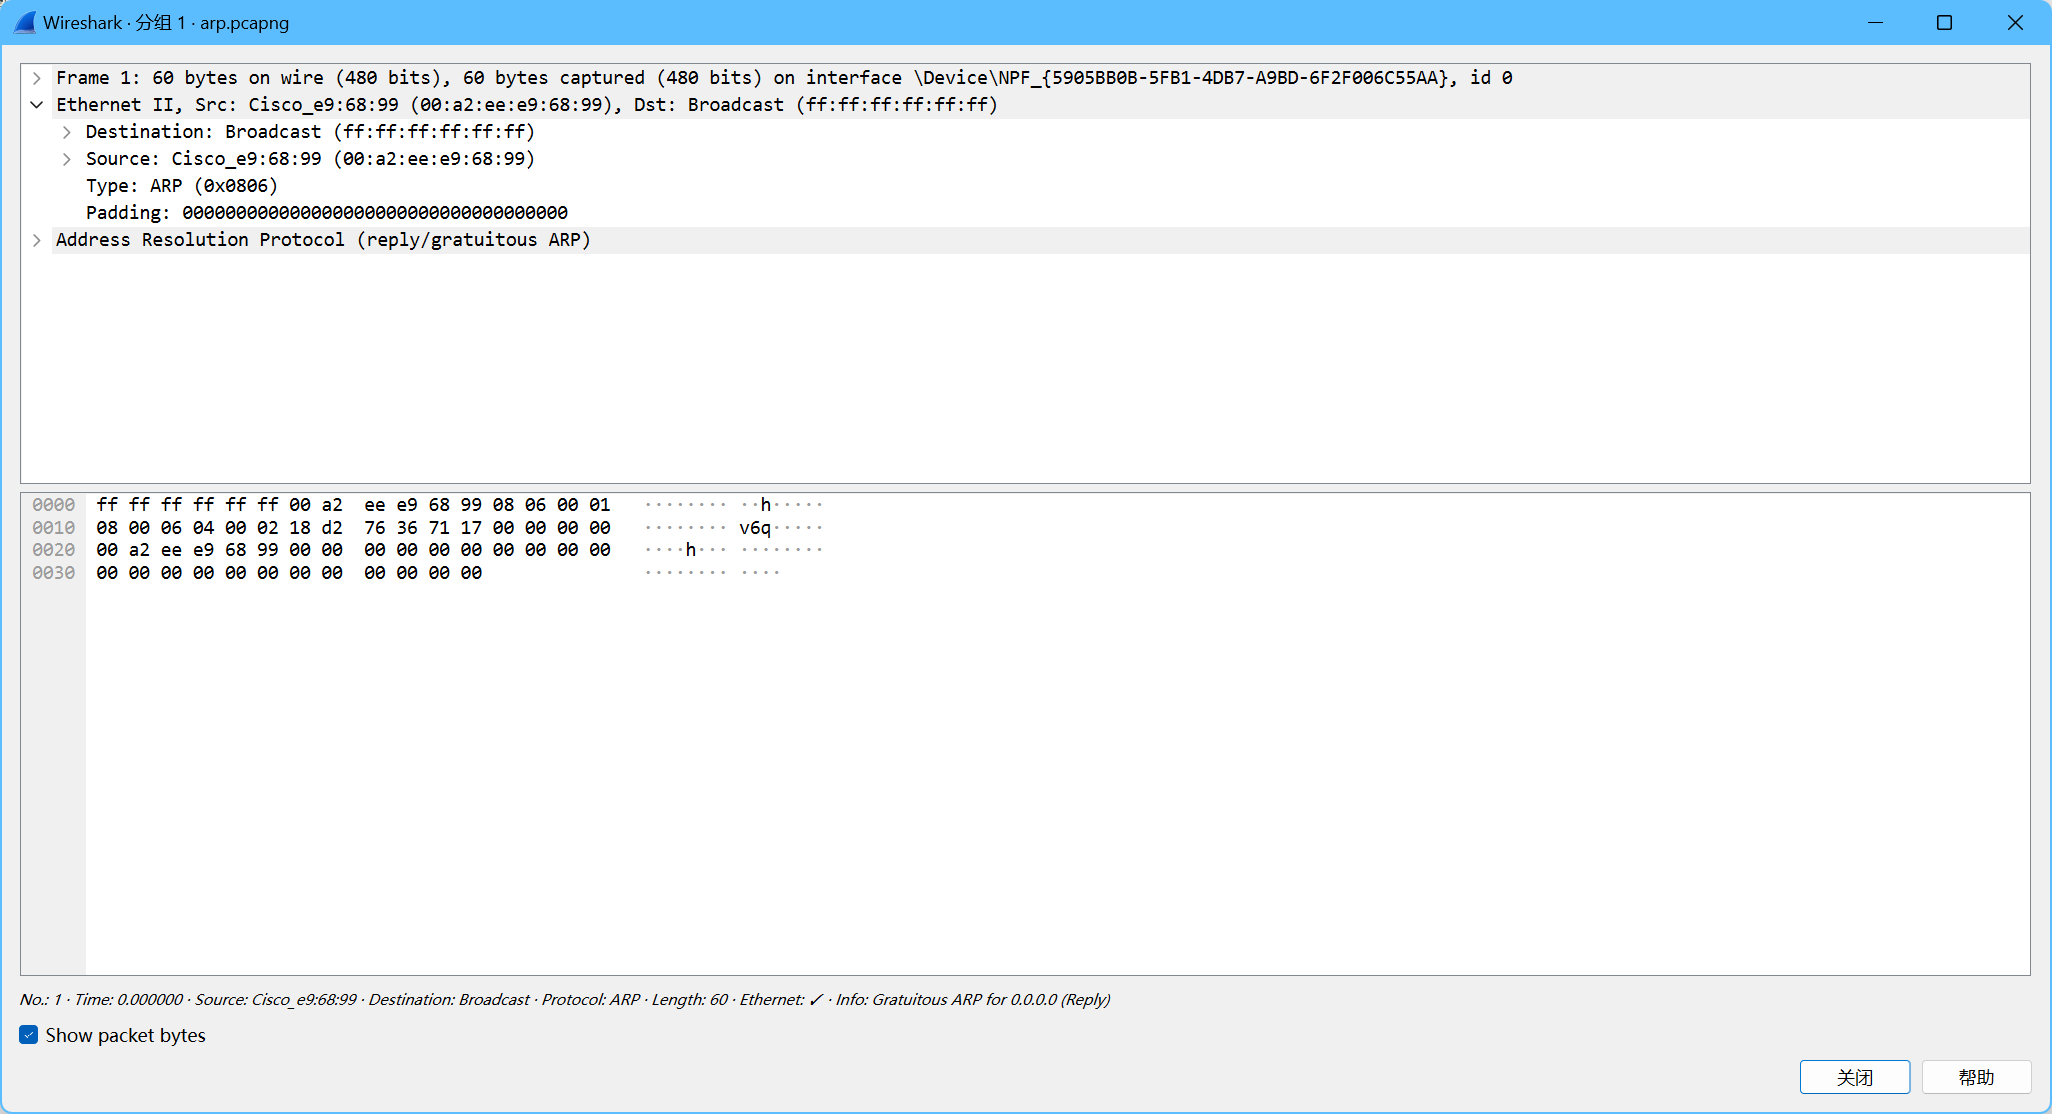 Wireshark · 分组 1 · arp.pcapng
Frame 1: 60 bytes on wire (480 bits), 60 bytes captured (480 bits) on interface \Device\NPF_{5905BB0B-5FB1-4DB7-A9BD-6F2F006C55AA}, id 0
Ethernet II, Src: Cisco_e9:68:99 (00:a2:ee:e9:68:99), Dst: Broadcast (ff:ff:ff:ff:ff:ff)
Destination: Broadcast (ff:ff:ff:ff:ff:ff)
Source: Cisco_e9:68:99 (00:a2:ee:e9:68:99)
Type: ARP (0x0806)
Padding: 000000000000000000000000000000000000
Address Resolution Protocol (reply/gratuitous ARP)
0000 ff ff ff ff ff ff 00 a2 ee e9 68 99 08 06 00 01 ········ ··h·····
0010 08 00 06 04 00 02 18 d2 76 36 71 17 00 00 00 00 ········ v6q·····
0020 00 a2 ee e9 68 99 00 00 00 00 00 00 00 00 00 00 ····h··· ········
0030 00 00 00 00 00 00 00 00 00 00 00 00 ········ ····
No.: 1 · Time: 0.000000 · Source: Cisco_e9:68:99 · Destination: Broadcast · Protocol: ARP · Length: 60 · Ethernet: ✓ · Info: Gratuitous ARP for 0.0.0.0 (Reply)
Show packet bytes
关闭 帮助